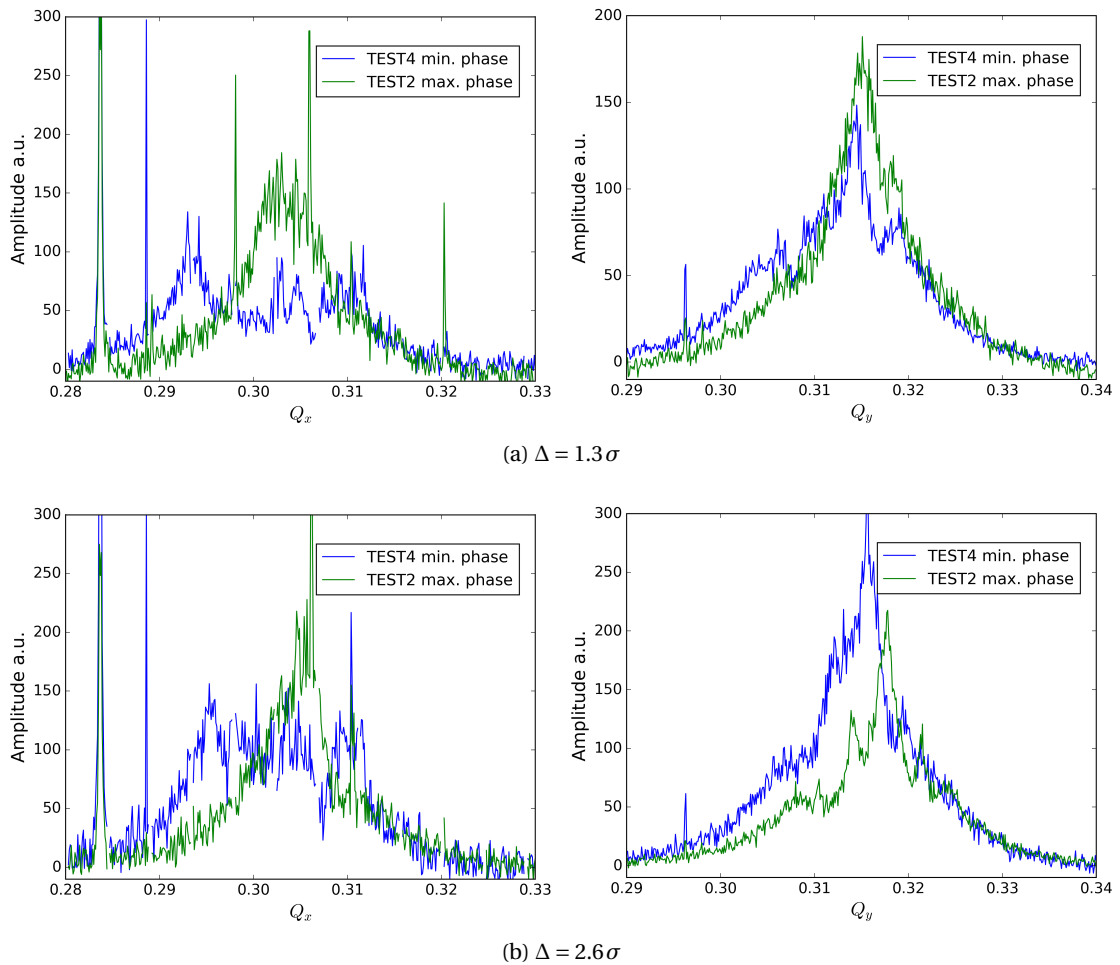 300
250
200
150
100
50
0
Amplitude a.u.
0.28 0.29 0.30 0.31 0.32 0.33
Qx
TEST4 min. phase
TEST2 max. phase
200
150
100
50
0
Amplitude a.u.
0.29 0.30 0.31 0.32 0.33 0.34
Qy
TEST4 min. phase
TEST2 max. phase
(a) Δ = 1.3σ
300
250
200
150
100
50
0
Amplitude a.u.
0.28 0.29 0.30 0.31 0.32 0.33
Qx
TEST4 min. phase
TEST2 max. phase
300
250
200
150
100
50
0
Amplitude a.u.
0.29 0.30 0.31 0.32 0.33 0.34
Qy
TEST4 min. phase
TEST2 max. phase
(b) Δ = 2.6σ